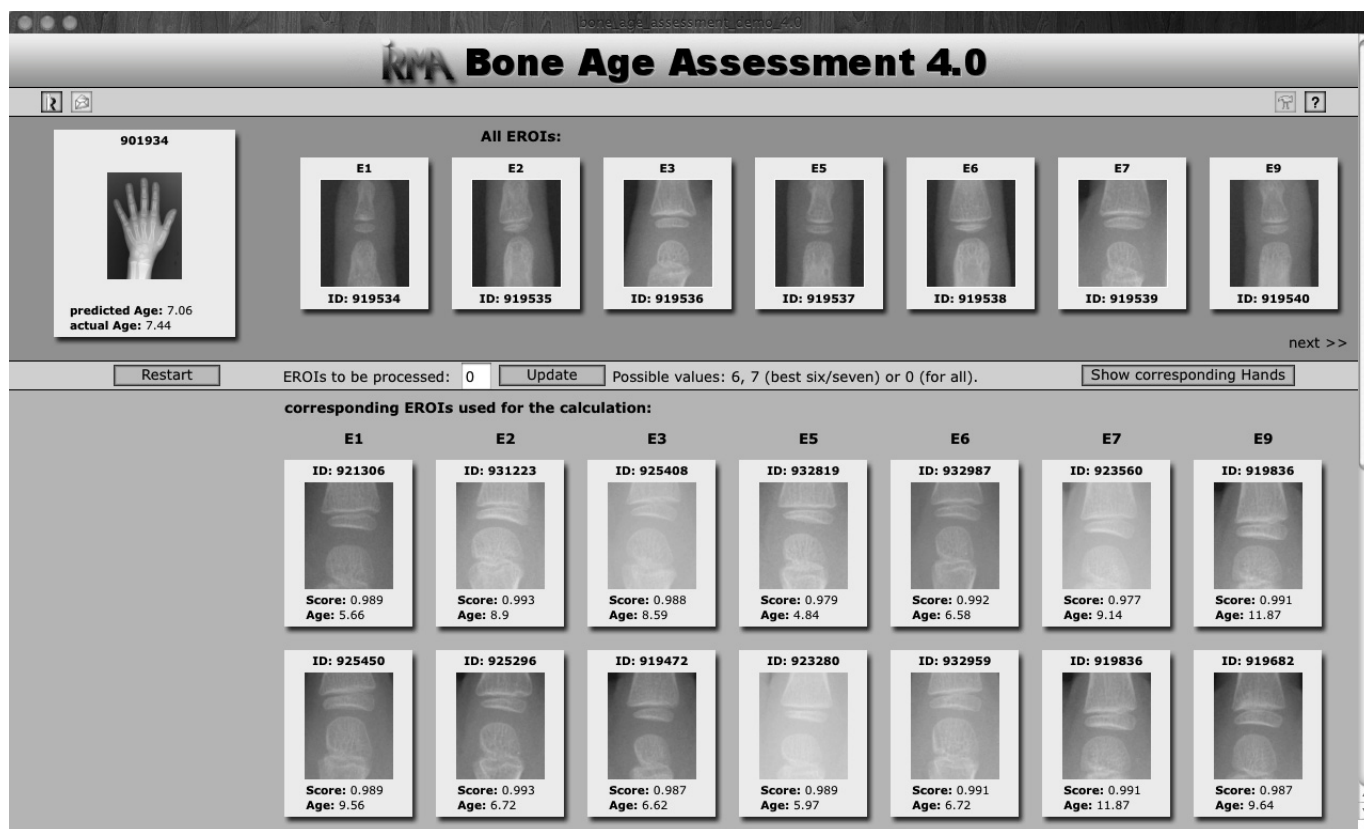 bone_age_assessment_demo_4.0
IRMA Bone Age Assessment 4.0
?
901934
predicted Age: 7.06
actual Age: 7.44
All EROIs:
E1 E2 E3 E5 E6 E7 E9
ID: 919534 ID: 919535 ID: 919536 ID: 919537 ID: 919538 ID: 919539 ID: 919540
next >>
Restart EROIs to be processed: 0 Update Possible values: 6, 7 (best six/seven) or 0 (for all). Show corresponding Hands
corresponding EROIs used for the calculation:
E1 E2 E3 E5 E6 E7 E9
ID: 921306 ID: 931223 ID: 925408 ID: 932819 ID: 932987 ID: 923560 ID: 919836
Score: 0.989 Score: 0.993 Score: 0.988 Score: 0.979 Score: 0.992 Score: 0.977 Score: 0.991
Age: 5.66 Age: 8.9 Age: 8.59 Age: 4.84 Age: 6.58 Age: 9.14 Age: 11.87
ID: 925450 ID: 925296 ID: 919472 ID: 923280 ID: 932959 ID: 919836 ID: 919682
Score: 0.989 Score: 0.993 Score: 0.987 Score: 0.989 Score: 0.991 Score: 0.991 Score: 0.987
Age: 9.56 Age: 6.72 Age: 6.62 Age: 5.97 Age: 6.72 Age: 11.87 Age: 9.64